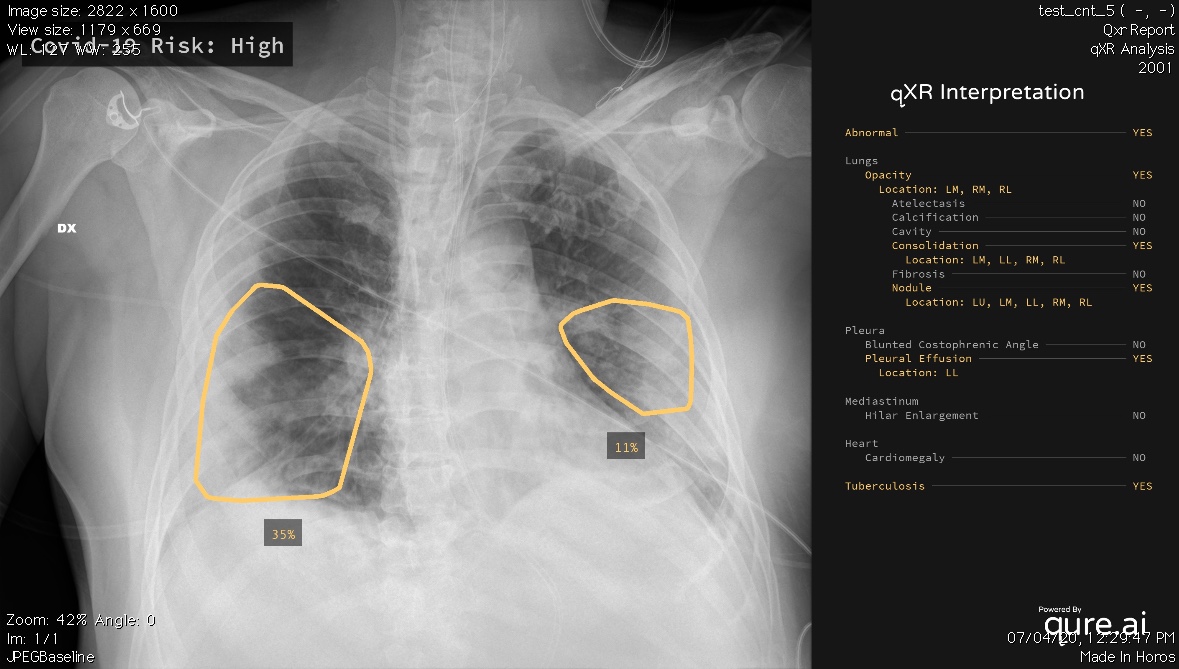 Image size: 2822 x 1600
View size: 1179 x 669
WL: 127 WW: 255
Covid-19 Risk: High
DX
35%
11%
Zoom: 42% Angle: 0
Im: 1/1
JPEGBaseline
test_cnt_5 ( -, -)
Qxr Report
qXR Analysis
2001
qXR Interpretation
Abnormal YES
Lungs
Opacity YES
Location: LM, RM, RL
Atelectasis NO
Calcification NO
Cavity NO
Consolidation YES
Location: LM, LL, RM, RL
Fibrosis NO
Nodule YES
Location: LU, LM, LL, RM, RL
Pleura
Blunted Costophrenic Angle NO
Pleural Effusion YES
Location: LL
Mediastinum
Hilar Enlargement NO
Heart
Cardiomegaly NO
Tuberculosis YES
Powered By
qure.ai
07/04/20, 12:29:47 PM
Made In Horos